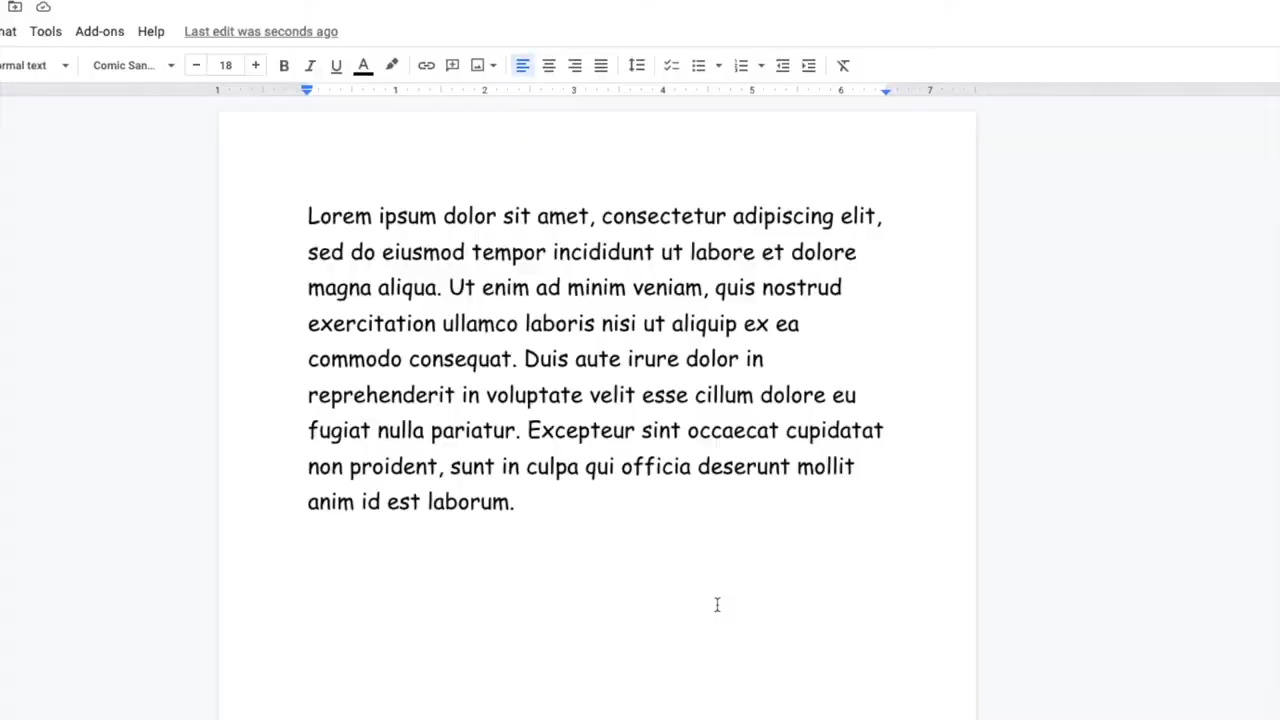 mat Tools Add-ons Help Last edit was seconds ago
ormal text Comic San... − 18 + B I U A
1 1 2 3 4 5 6 7
Lorem ipsum dolor sit amet, consectetur adipiscing elit,
sed do eiusmod tempor incididunt ut labore et dolore
magna aliqua. Ut enim ad minim veniam, quis nostrud
exercitation ullamco laboris nisi ut aliquip ex ea
commodo consequat. Duis aute irure dolor in
reprehenderit in voluptate velit esse cillum dolore eu
fugiat nulla pariatur. Excepteur sint occaecat cupidatat
non proident, sunt in culpa qui officia deserunt mollit
anim id est laborum.